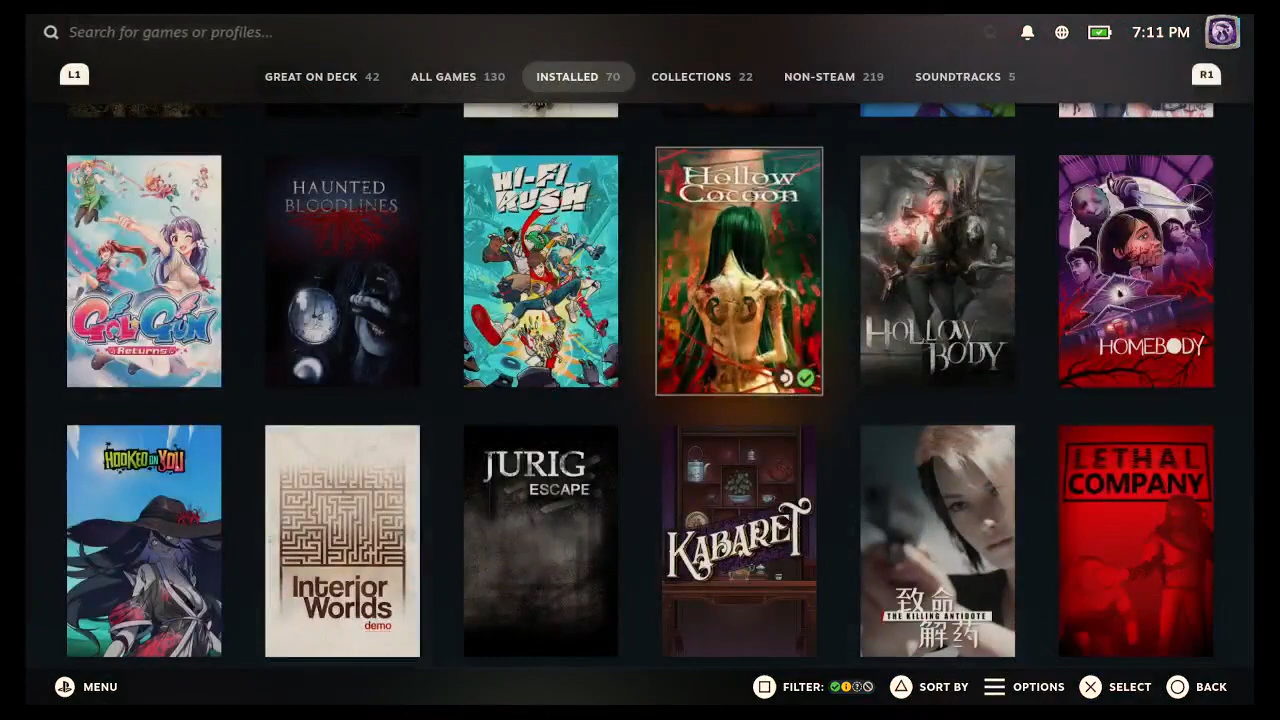 Search for games or profiles...
7:11 PM
L1
GREAT ON DECK 42
ALL GAMES 130
INSTALLED 70
COLLECTIONS 22
NON-STEAM 219
SOUNDTRACKS 5
R1
GAL GUN
Returns
HAUNTED
BLOODLINES
HI-FI
RUSH
Hollow
Cocoon
HOLLOW
BODY
HOMEBODY
HOOKED ON YOU
Interior
Worlds
demo
JURIG
ESCAPE
KABARET
致命
THE KILLING ANTIDOTE
解药
LETHAL
COMPANY
MENU
FILTER:
SORT BY
OPTIONS
SELECT
BACK